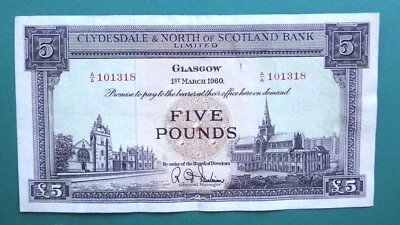 5 CLYDESDALE & NORTH OF SCOTLAND BANK 5
LIMITED
GLASGOW
A/A 101318 1ST MARCH 1960. A/A 101318
Promise to pay to the bearer at their office here on demand
FIVE
POUNDS
By order of the Board of Directors
General Manager
£5 £5